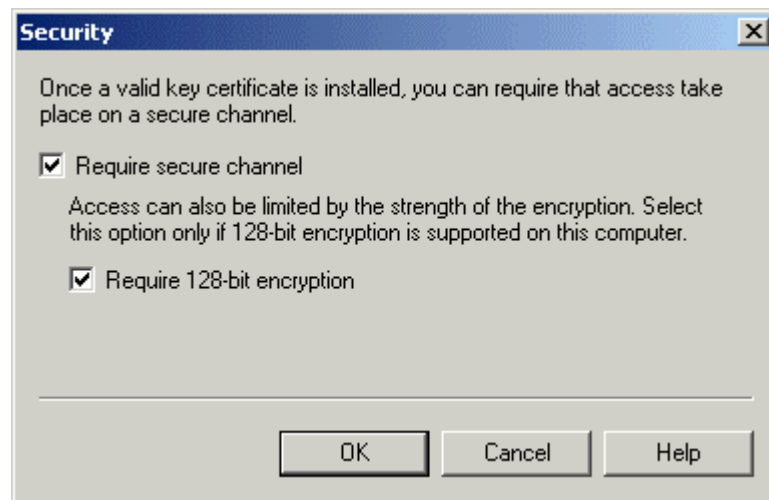 Security
Once a valid key certificate is installed, you can require that access take
place on a secure channel.
Require secure channel
Access can also be limited by the strength of the encryption. Select
this option only if 128-bit encryption is supported on this computer.
Require 128-bit encryption
OK Cancel Help